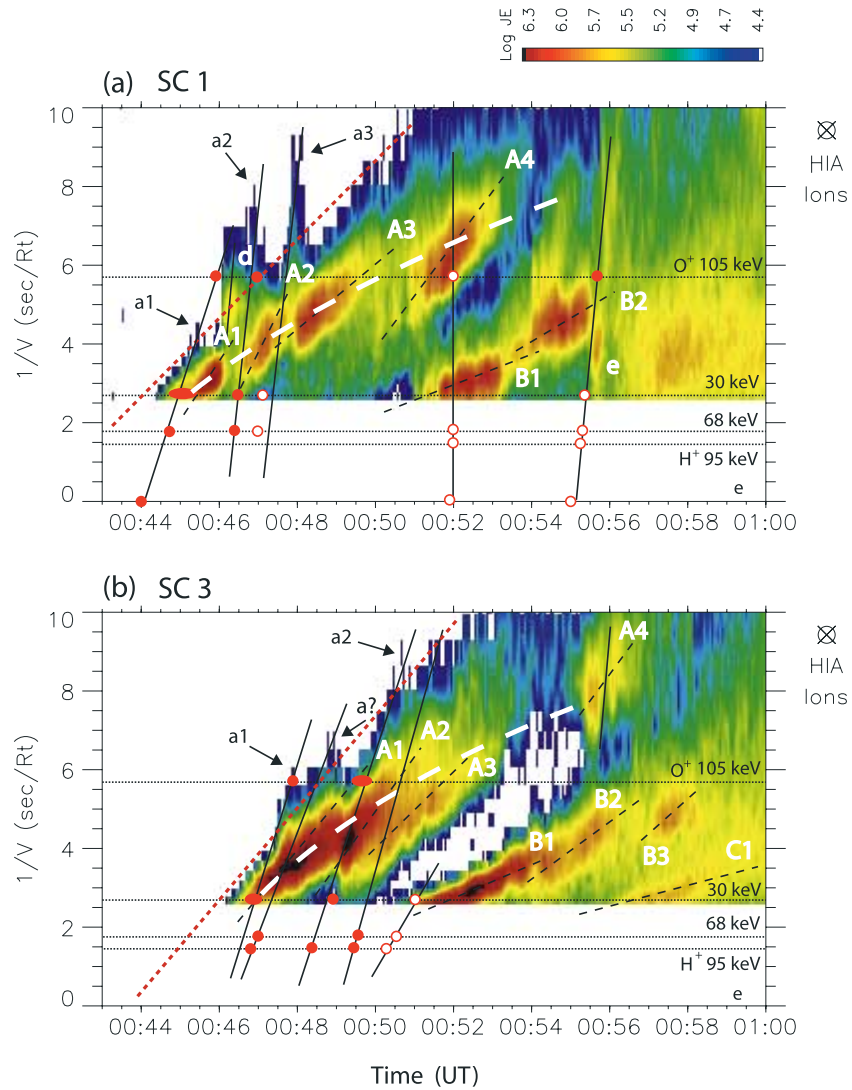 Log JE
6.3 6.0 5.7 5.5 5.2 4.9 4.7 4.4
(a) SC 1
10
8
6
4
2
0
1/V (sec/Rt)
a1
a2
a3
d
A1
A2
A3
A4
B1
B2
e
O+ 105 keV
30 keV
68 keV
H+ 95 keV
e
HIA
Ions
00:44 00:46 00:48 00:50 00:52 00:54 00:56 01:00
(b) SC 3
10
8
6
4
2
0
1/V (sec/Rt)
a1
a?
a2
A1
A2
A3
A4
B1
B2
B3
C1
O+ 105 keV
30 keV
68 keV
H+ 95 keV
e
HIA
Ions
00:44 00:46 00:48 00:50 00:52 00:54 00:56 00:58 01:00
Time (UT)